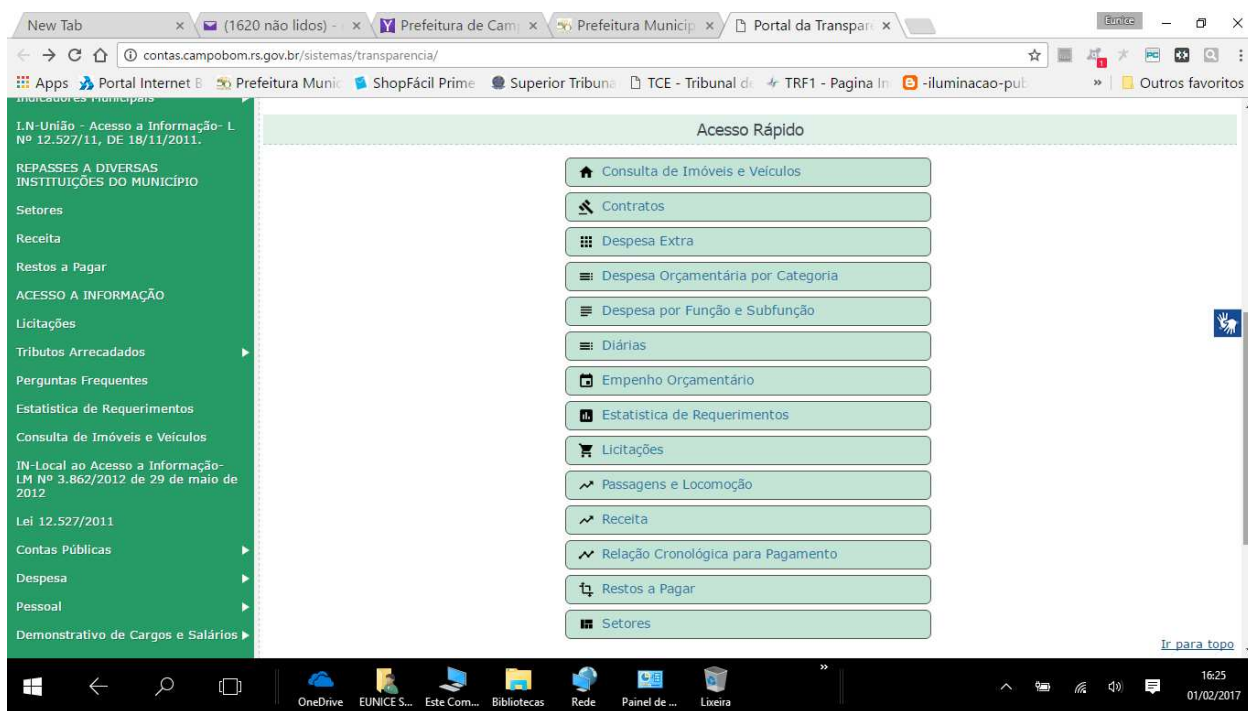 New Tab
(1620 não lidos) -
Prefeitura de Cam
Prefeitura Municip
Portal da Transpar
Eunice
contas.campobom.rs.gov.br/sistemas/transparencia/
Apps
Portal Internet B
Prefeitura Munic
ShopFácil Prime
Superior Tribuna
TCE - Tribunal de
TRF1 - Pagina In
-iluminacao-pub
»
Outros favoritos
Indicadores Municipais
I.N-União - Acesso a Informação- L
Nº 12.527/11, DE 18/11/2011.
REPASSES A DIVERSAS
INSTITUIÇÕES DO MUNICÍPIO
Setores
Receita
Restos a Pagar
ACESSO A INFORMAÇÃO
Licitações
Tributos Arrecadados
Perguntas Frequentes
Estatistica de Requerimentos
Consulta de Imóveis e Veículos
IN-Local ao Acesso a Informação-
LM Nº 3.862/2012 de 29 de maio de
2012
Lei 12.527/2011
Contas Públicas
Despesa
Pessoal
Demonstrativo de Cargos e Salários
Acesso Rápido
Consulta de Imóveis e Veículos
Contratos
Despesa Extra
Despesa Orçamentária por Categoria
Despesa por Função e Subfunção
Diárias
Empenho Orçamentário
Estatistica de Requerimentos
Licitações
Passagens e Locomoção
Receita
Relação Cronológica para Pagamento
Restos a Pagar
Setores
Ir para topo
OneDrive
EUNICE S...
Este Com...
Bibliotecas
Rede
Painel de ...
Lixeira
»
16:25
01/02/2017